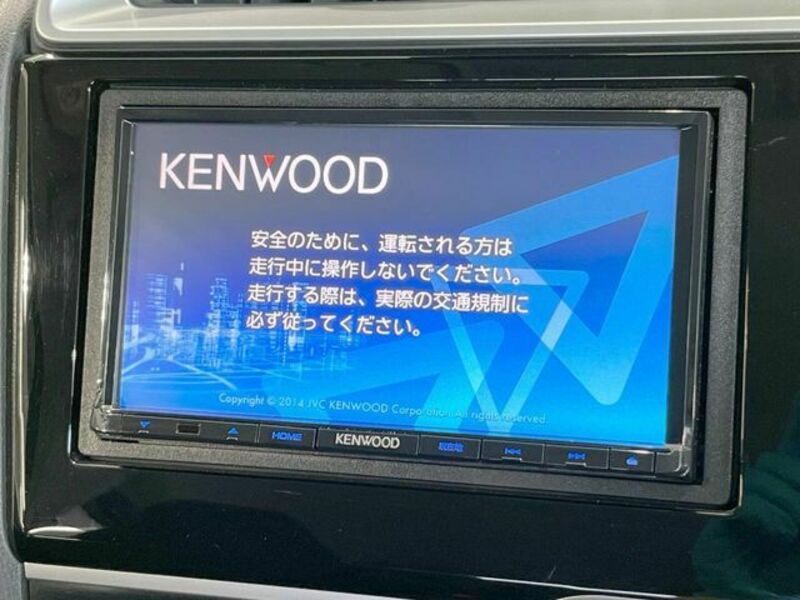 KENWOOD
安全のために、運転される方は
走行中に操作しないでください。
走行する際は、実際の交通規制に
必ず従ってください。
Copyright © 2014 JVC KENWOOD Corporation. All rights reserved.
HOME KENWOOD 現在地